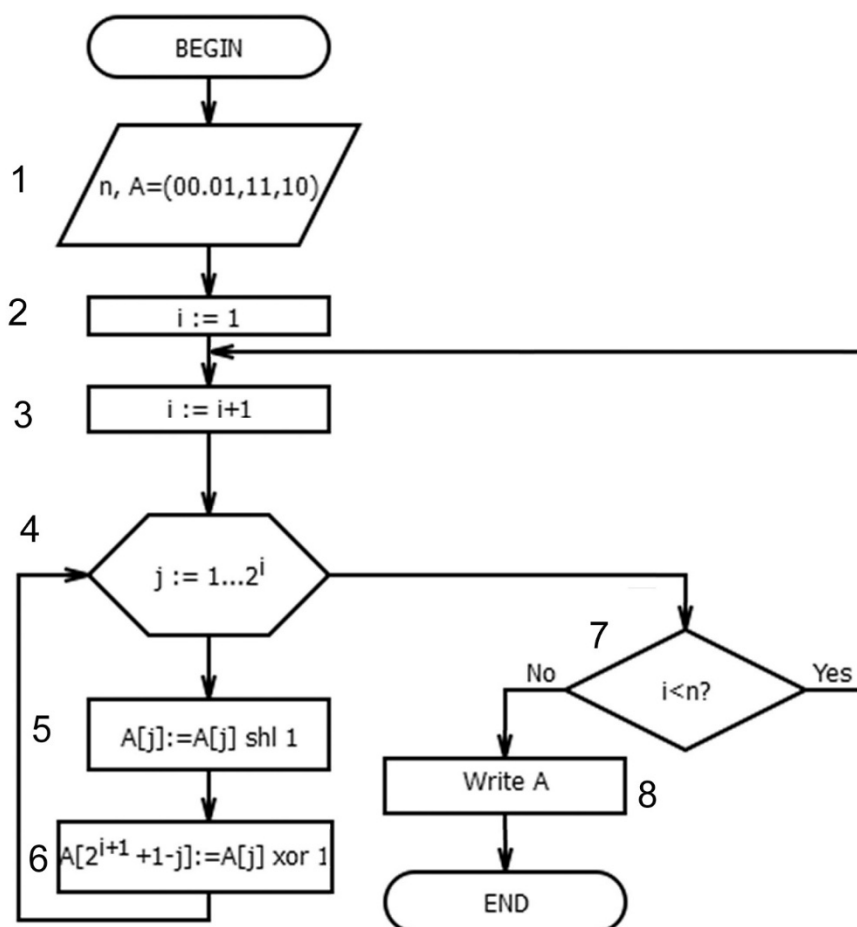 BEGIN
1
n, A=(00.01,11,10)
2
i := 1
3
i := i+1
4
j := 1...2^i
7
No
i<n?
Yes
5
A[j]:=A[j] shl 1
Write A
8
6
A[2^{i+1} +1-j]:=A[j] xor 1
END